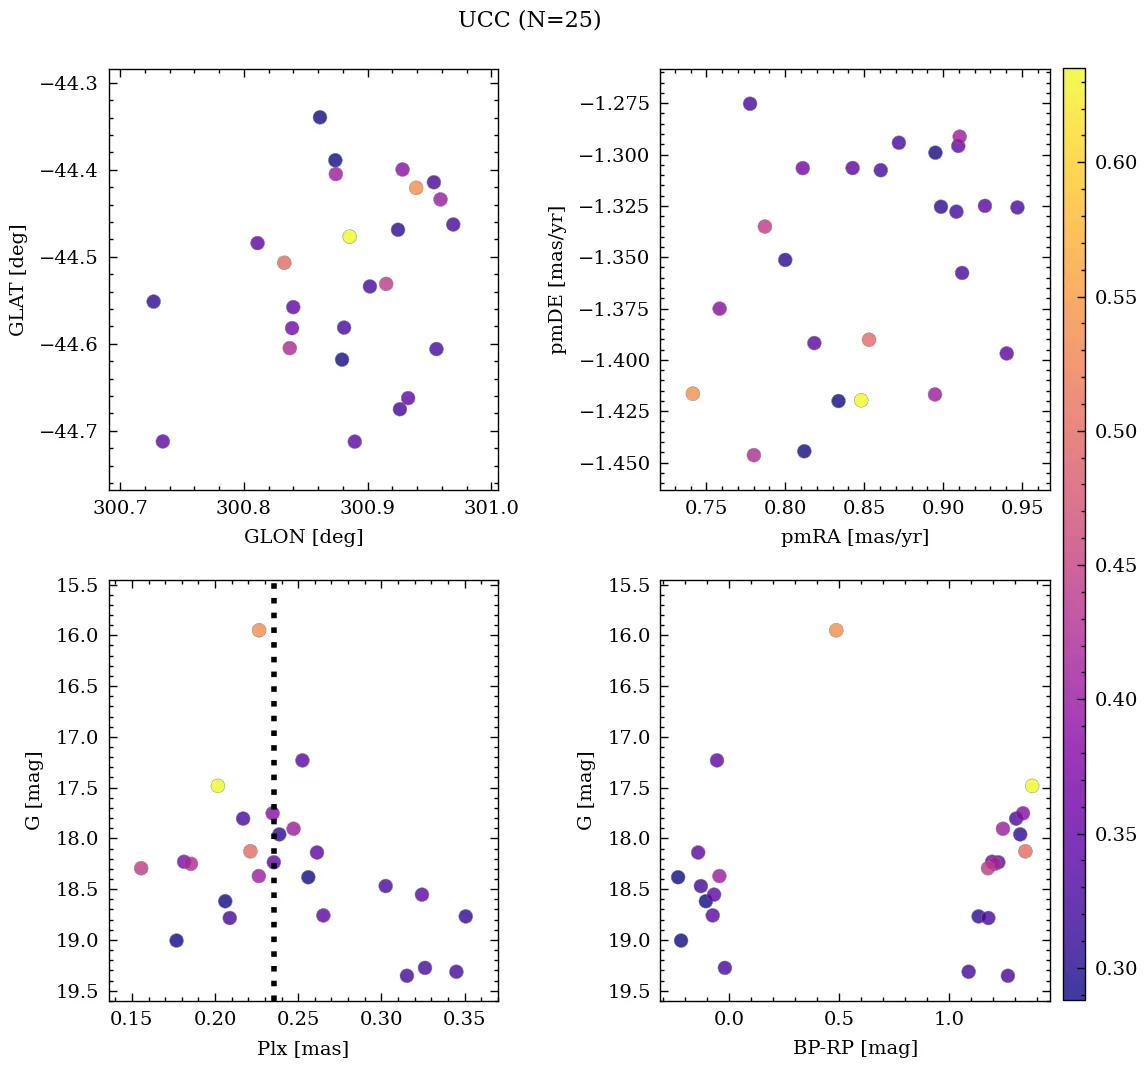 UCC (N=25)
−44.3
−44.4
−44.5
−44.6
−44.7
GLAT [deg]
300.7 300.8 300.9 301.0
GLON [deg]
−1.275
−1.300
−1.325
−1.350
−1.375
−1.400
−1.425
−1.450
pmDE [mas/yr]
0.75 0.80 0.85 0.90 0.95
pmRA [mas/yr]
15.5
16.0
16.5
17.0
17.5
18.0
18.5
19.0
19.5
G [mag]
0.15 0.20 0.25 0.30 0.35
Plx [mas]
15.5
16.0
16.5
17.0
17.5
18.0
18.5
19.0
19.5
G [mag]
0.0 0.5 1.0
BP-RP [mag]
0.60
0.55
0.50
0.45
0.40
0.35
0.30